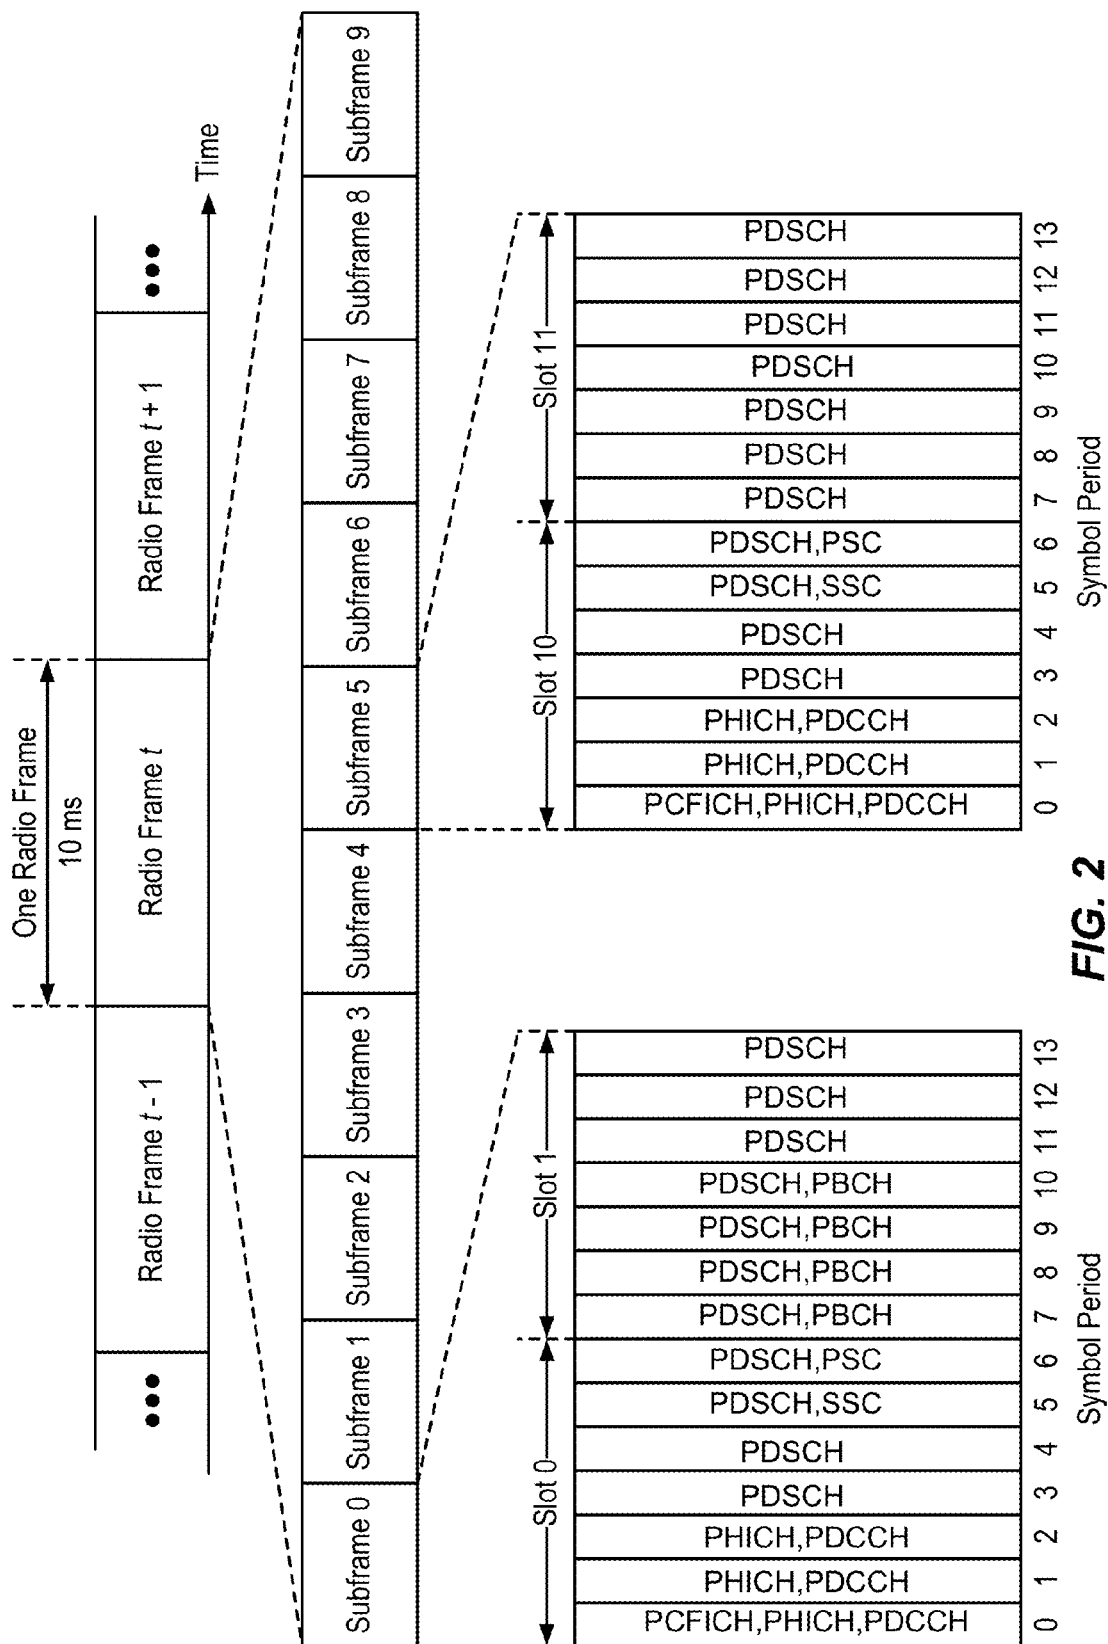 One Radio Frame
10 ms
Radio Frame t - 1
Radio Frame t
Radio Frame t + 1
Time
Subframe 0
Subframe 1
Subframe 2
Subframe 3
Subframe 4
Subframe 5
Subframe 6
Subframe 7
Subframe 8
Subframe 9
Slot 0
Slot 1
PCFICH,PHICH,PDCCH
PHICH,PDCCH
PHICH,PDCCH
PDSCH
PDSCH
PDSCH,SSC
PDSCH,PSC
PDSCH,PBCH
PDSCH,PBCH
PDSCH,PBCH
PDSCH,PBCH
PDSCH
PDSCH
PDSCH
0 1 2 3 4 5 6 7 8 9 10 11 12 13
Symbol Period
Slot 10
Slot 11
PCFICH,PHICH,PDCCH
PHICH,PDCCH
PHICH,PDCCH
PDSCH
PDSCH
PDSCH,SSC
PDSCH,PSC
PDSCH
PDSCH
PDSCH
PDSCH
PDSCH
PDSCH
PDSCH
0 1 2 3 4 5 6 7 8 9 10 11 12 13
Symbol Period
FIG. 2